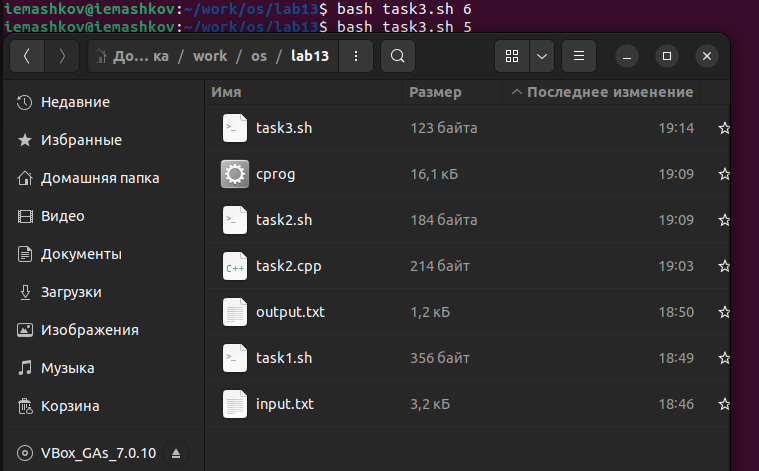 iemashkov@iemashkov:~/work/os/lab13$ bash task3.sh 6
iemashkov@iemashkov:~/work/os/lab13$ bash task3.sh 5
До… ка / work / os / lab13
Имя Размер Последнее изменение
Недавние
Избранные
Домашняя папка
Видео
Документы
Загрузки
Изображения
Музыка
Корзина
VBox_GAs_7.0.10
task3.sh 123 байта 19:14
cprog 16,1 кБ 19:09
task2.sh 184 байта 19:09
C++ task2.cpp 214 байт 19:03
output.txt 1,2 кБ 18:50
task1.sh 356 байт 18:49
input.txt 3,2 кБ 18:46